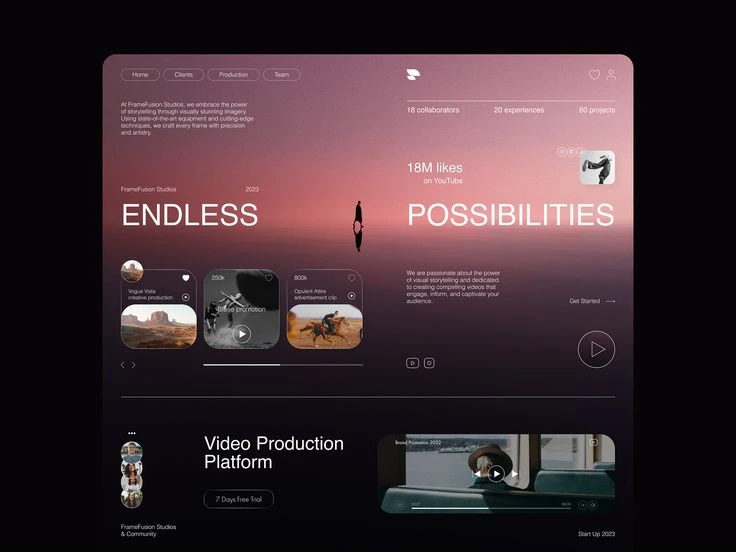 Home
Clients
Production
Team
At FrameFusion Studios, we embrace the power
of storytelling through visually stunning imagery.
Using state-of-the-art equipment and cutting-edge
techniques, we craft every frame with precision
and artistry.
18 collaborators
20 experiences
60 projects
18M likes
on YouTube
FrameFusion Studios
2023
ENDLESS
POSSIBILITIES
Vogue Vista
creative production
250k
promotion
800k
Opulent Attire
advertisement clip
We are passionate about the power
of visual storytelling and dedicated
to creating compelling videos that
engage, inform, and captivate your
audience.
Get Started
Video Production
Platform
7 Days Free Trial
Brand Promotion 2022
FrameFusion Studios
& Community
Start Up 2023